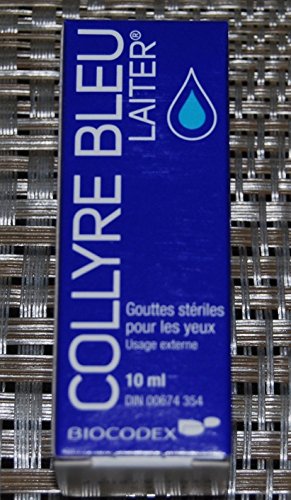 COLLYRE BLEU
LAITER®
Gouttes stériles
pour les yeux
Usage externe
10 ml
DIN 00674 354
BIOCODEX